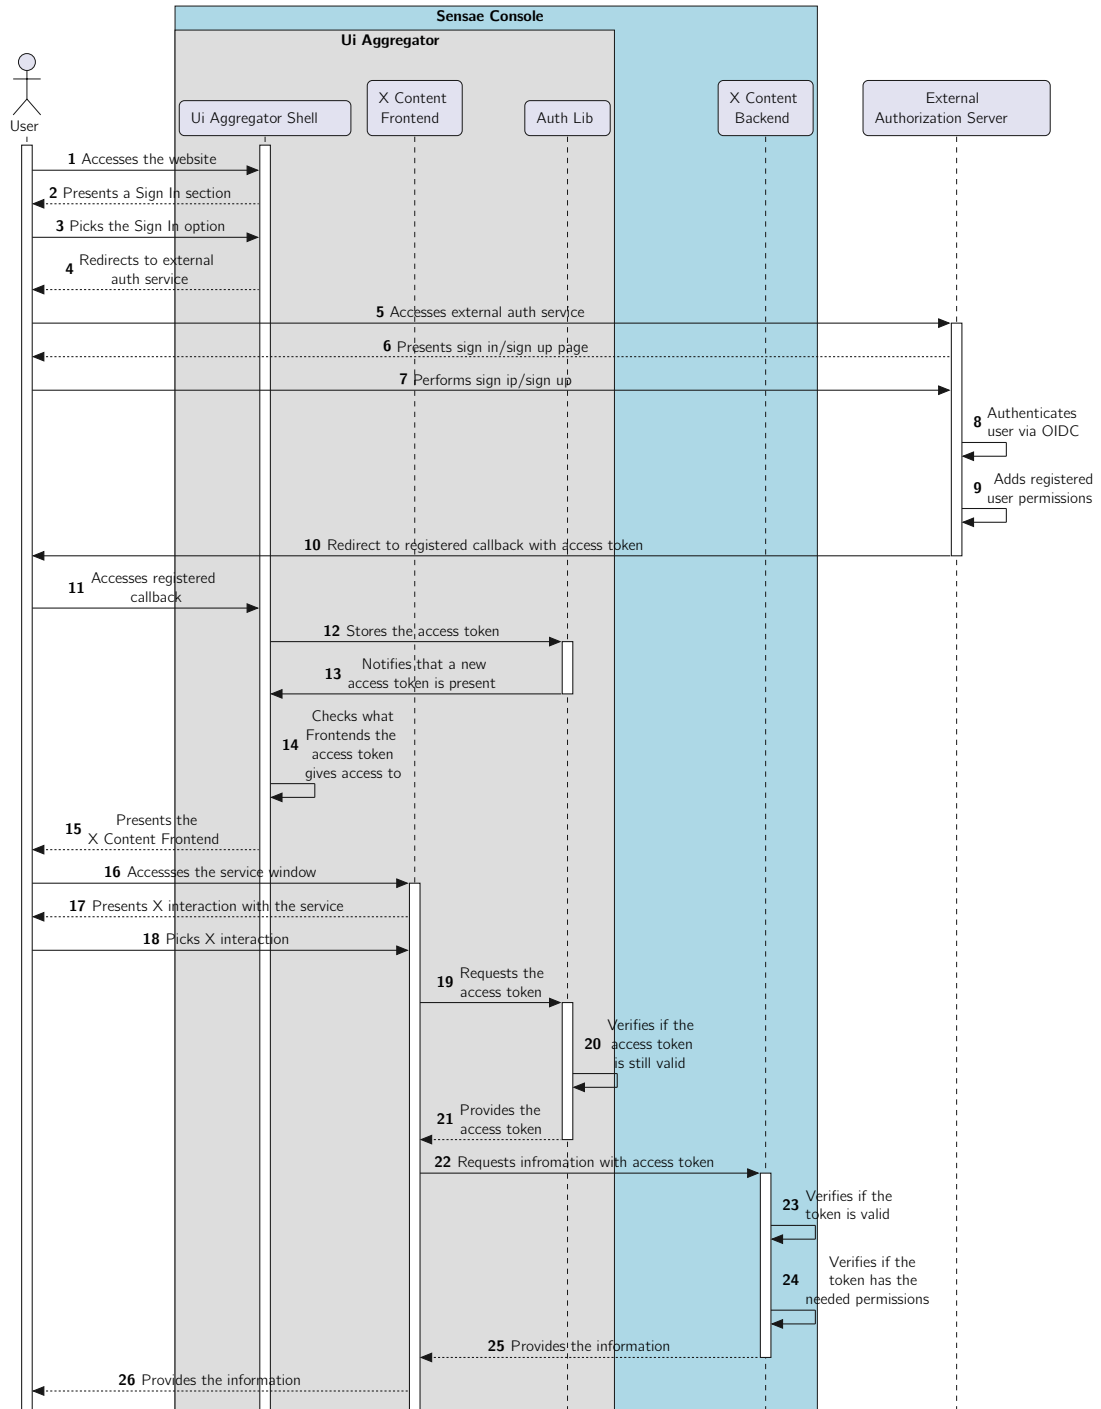 Sensae Console
Ui Aggregator
User
Ui Aggregator Shell
X Content
Frontend
Auth Lib
X Content
Backend
External
Authorization Server
1 Accesses the website
2 Presents a Sign In section
3 Picks the Sign In option
4 Redirects to external
auth service
5 Accesses external auth service
6 Presents sign in/sign up page
7 Performs sign ip/sign up
8 Authenticates
user via OIDC
9 Adds registered
user permissions
10 Redirect to registered callback with access token
11 Accesses registered
callback
12 Stores the access token
13 Notifies that a new
access token is present
14 Checks what
Frontends the
access token
gives access to
15 Presents the
X Content Frontend
16 Accessses the service window
17 Presents X interaction with the service
18 Picks X interaction
19 Requests the
access token
20 Verifies if the
access token
is still valid
21 Provides the
access token
22 Requests infromation with access token
23 Verifies if the
token is valid
24 Verifies if the
token has the
needed permissions
25 Provides the information
26 Provides the information